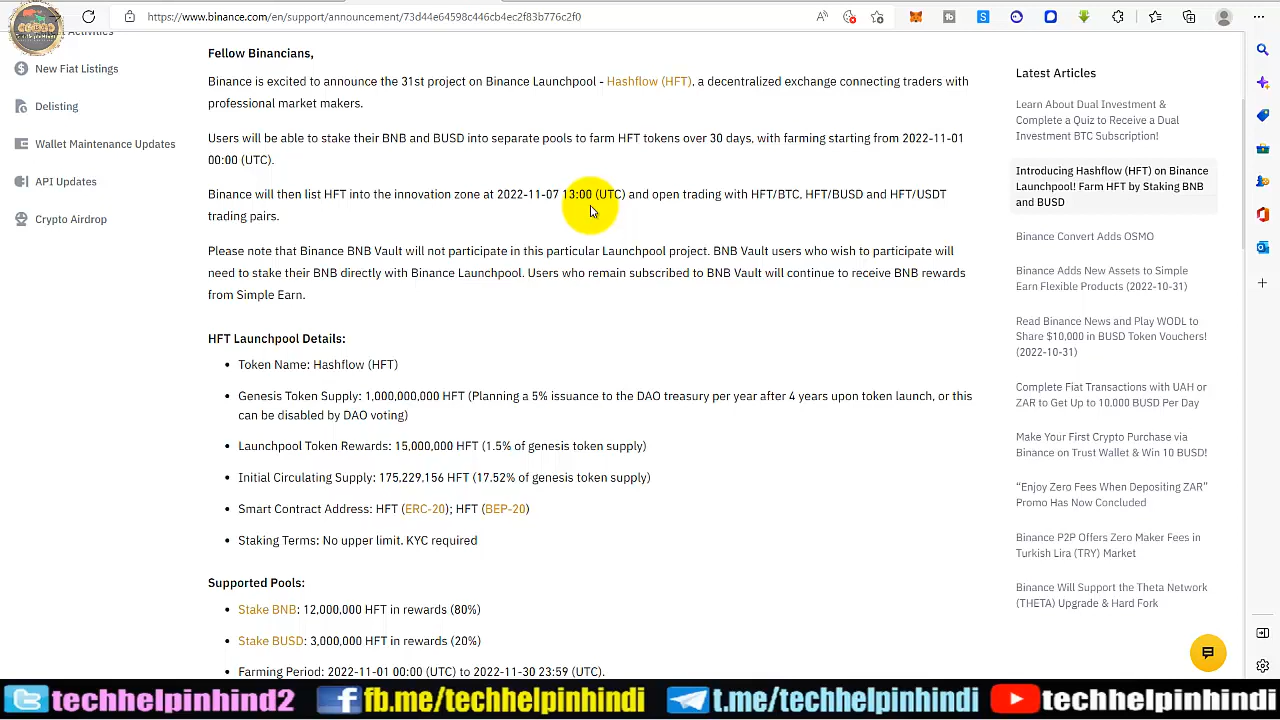 https://www.binance.com/en/support/announcement/73d44e64598c446cb4ec2f83b776c2f0
New Fiat Listings
Delisting
Wallet Maintenance Updates
API Updates
Crypto Airdrop
Fellow Binancians,
Binance is excited to announce the 31st project on Binance Launchpool - Hashflow (HFT), a decentralized exchange connecting traders with
professional market makers.
Users will be able to stake their BNB and BUSD into separate pools to farm HFT tokens over 30 days, with farming starting from 2022-11-01
00:00 (UTC).
Binance will then list HFT into the innovation zone at 2022-11-07 13:00 (UTC) and open trading with HFT/BTC, HFT/BUSD and HFT/USDT
trading pairs.
Please note that Binance BNB Vault will not participate in this particular Launchpool project. BNB Vault users who wish to participate will
need to stake their BNB directly with Binance Launchpool. Users who remain subscribed to BNB Vault will continue to receive BNB rewards
from Simple Earn.
HFT Launchpool Details:
Token Name: Hashflow (HFT)
Genesis Token Supply: 1,000,000,000 HFT (Planning a 5% issuance to the DAO treasury per year after 4 years upon token launch, or this
can be disabled by DAO voting)
Launchpool Token Rewards: 15,000,000 HFT (1.5% of genesis token supply)
Initial Circulating Supply: 175,229,156 HFT (17.52% of genesis token supply)
Smart Contract Address: HFT (ERC-20); HFT (BEP-20)
Staking Terms: No upper limit. KYC required
Supported Pools:
Stake BNB: 12,000,000 HFT in rewards (80%)
Stake BUSD: 3,000,000 HFT in rewards (20%)
Farming Period: 2022-11-01 00:00 (UTC) to 2022-11-30 23:59 (UTC).
Latest Articles
Learn About Dual Investment &
Complete a Quiz to Receive a Dual
Investment BTC Subscription!
Introducing Hashflow (HFT) on Binance
Launchpool! Farm HFT by Staking BNB
and BUSD
Binance Convert Adds OSMO
Binance Adds New Assets to Simple
Earn Flexible Products (2022-10-31)
Read Binance News and Play WODL to
Share $10,000 in BUSD Token Vouchers!
(2022-10-31)
Complete Fiat Transactions with UAH or
ZAR to Get Up to 10,000 BUSD Per Day
Make Your First Crypto Purchase via
Binance on Trust Wallet & Win 10 BUSD!
“Enjoy Zero Fees When Depositing ZAR”
Promo Has Now Concluded
Binance P2P Offers Zero Maker Fees in
Turkish Lira (TRY) Market
Binance Will Support the Theta Network
(THETA) Upgrade & Hard Fork
techhelpinhind2
fb.me/techhelpinhindi
t.me/techhelpinhindi
techhelpinhindi